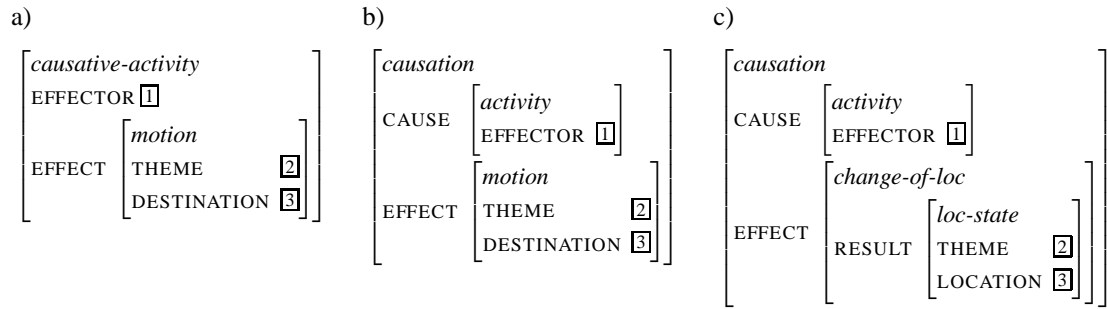 a)
causative-activity
EFFECTOR 1
EFFECT
motion
THEME 2
DESTINATION 3
b)
causation
CAUSE
activity
EFFECTOR 1
EFFECT
motion
THEME 2
DESTINATION 3
c)
causation
CAUSE
activity
EFFECTOR 1
EFFECT
change-of-loc
RESULT
loc-state
THEME 2
LOCATION 3